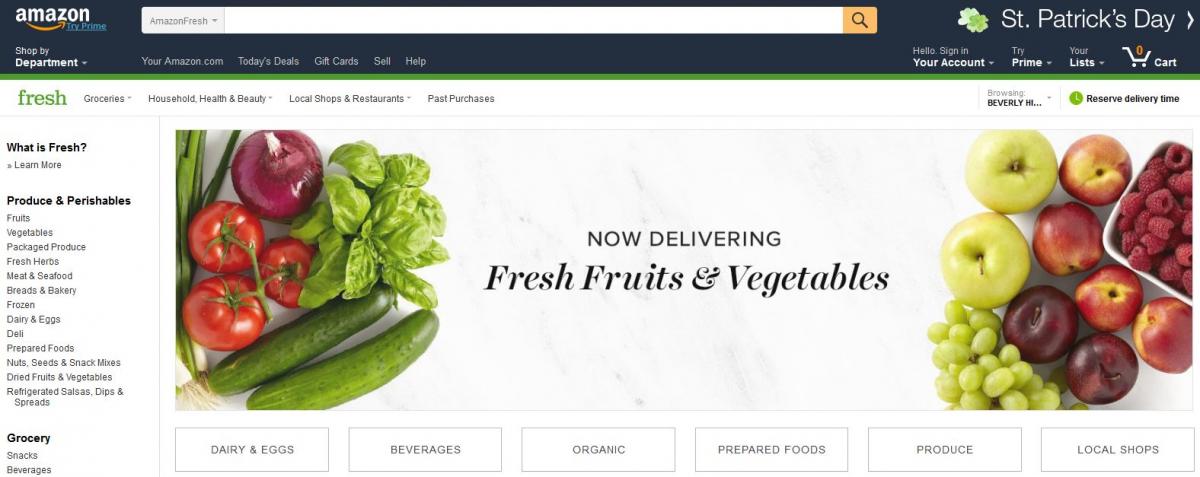 amazon
Try Prime
AmazonFresh
St. Patrick's Day
Shop by
Department
Your Amazon.com Today's Deals Gift Cards Sell Help
Hello. Sign in
Your Account
Try
Prime
Your
Lists
0
Cart
fresh
Groceries Household, Health & Beauty Local Shops & Restaurants Past Purchases
Browsing:
BEVERLY HI...
Reserve delivery time
What is Fresh?
» Learn More
Produce & Perishables
Fruits
Vegetables
Packaged Produce
Fresh Herbs
Meat & Seafood
Breads & Bakery
Frozen
Dairy & Eggs
Deli
Prepared Foods
Nuts, Seeds & Snack Mixes
Dried Fruits & Vegetables
Refrigerated Salsas, Dips &
Spreads
Grocery
Snacks
Beverages
NOW DELIVERING
Fresh Fruits & Vegetables
DAIRY & EGGS
BEVERAGES
ORGANIC
PREPARED FOODS
PRODUCE
LOCAL SHOPS